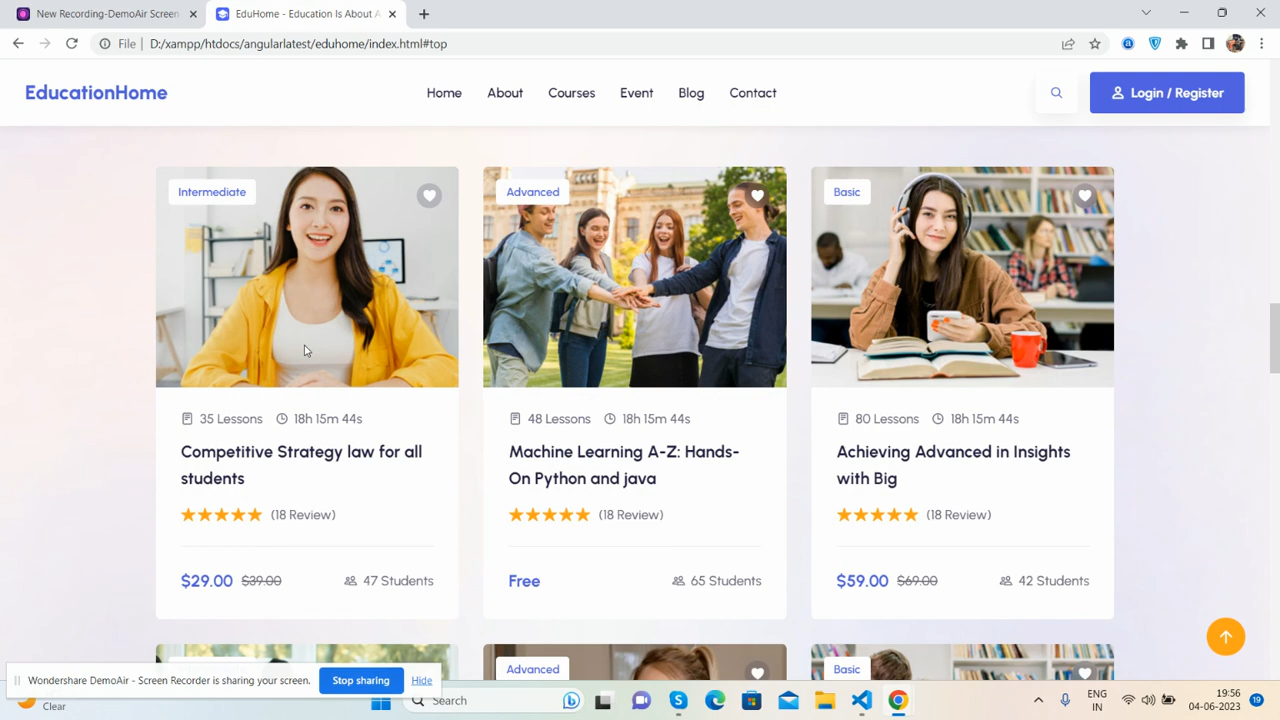 New Recording-DemoAir Screen
EduHome - Education Is About A
File
D:/xampp/htdocs/angularlatest/eduhome/index.html#top
EducationHome
Home
About
Courses
Event
Blog
Contact
Login / Register
Intermediate
Advanced
Basic
35 Lessons
18h 15m 44s
Competitive Strategy law for all
students
(18 Review)
$29.00
$39.00
47 Students
48 Lessons
18h 15m 44s
Machine Learning A-Z: Hands-
On Python and java
(18 Review)
Free
65 Students
80 Lessons
18h 15m 44s
Achieving Advanced in Insights
with Big
(18 Review)
$59.00
$69.00
42 Students
Advanced
Basic
Wondershare DemoAir - Screen Recorder is sharing your screen.
Stop sharing
Hide
Clear
Search
ENG
IN
19:56
04-06-2023
19